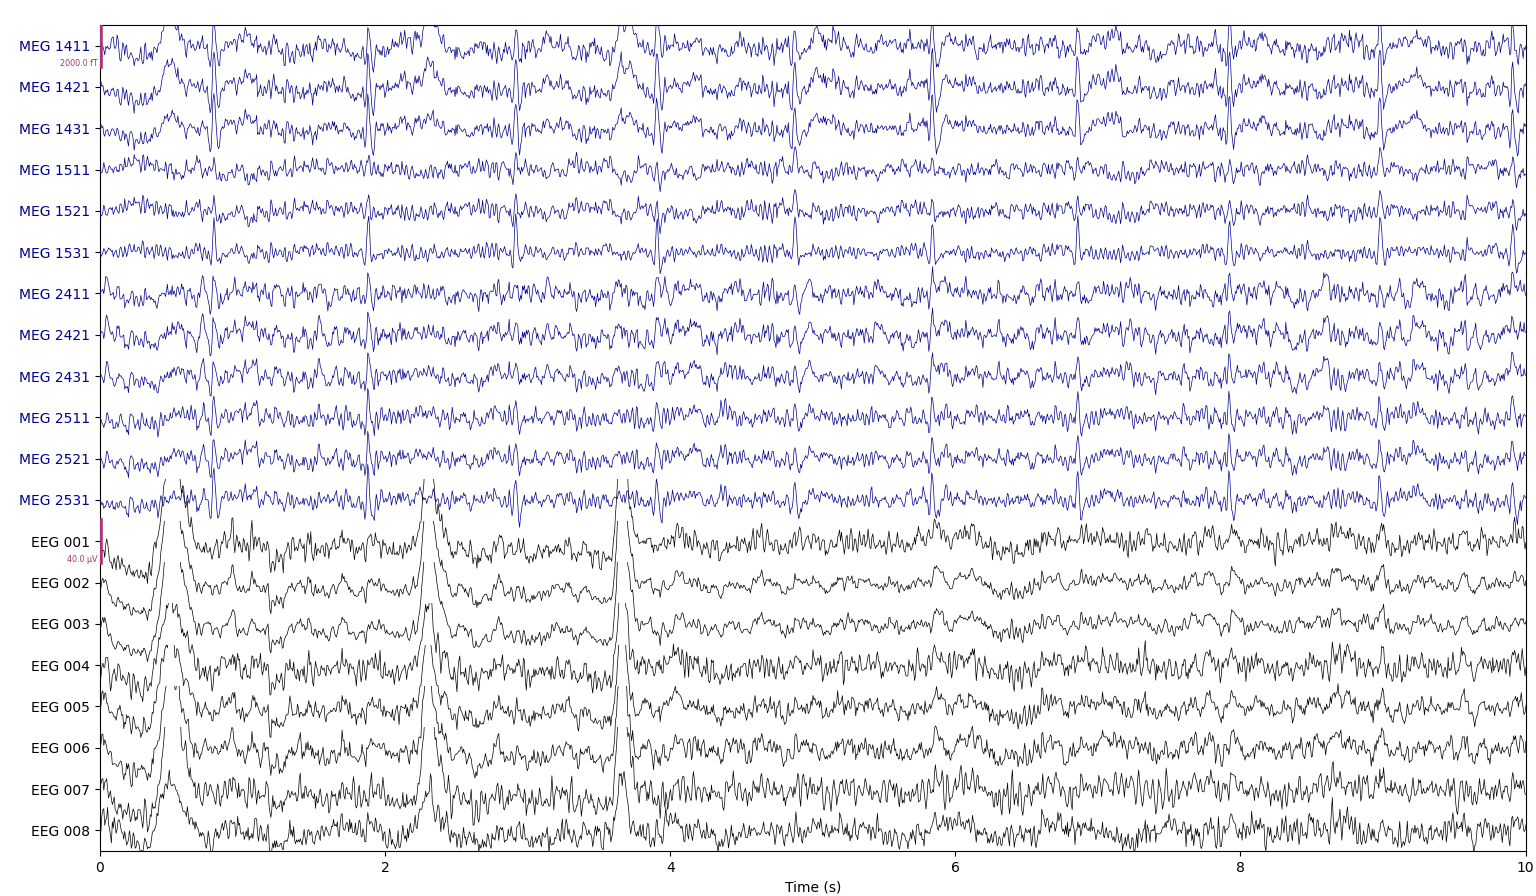 MEG 1411
2000.0 fT
MEG 1421
MEG 1431
MEG 1511
MEG 1521
MEG 1531
MEG 2411
MEG 2421
MEG 2431
MEG 2511
MEG 2521
MEG 2531
EEG 001
40.0 µV
EEG 002
EEG 003
EEG 004
EEG 005
EEG 006
EEG 007
EEG 008
0 2 4 6 8 10
Time (s)